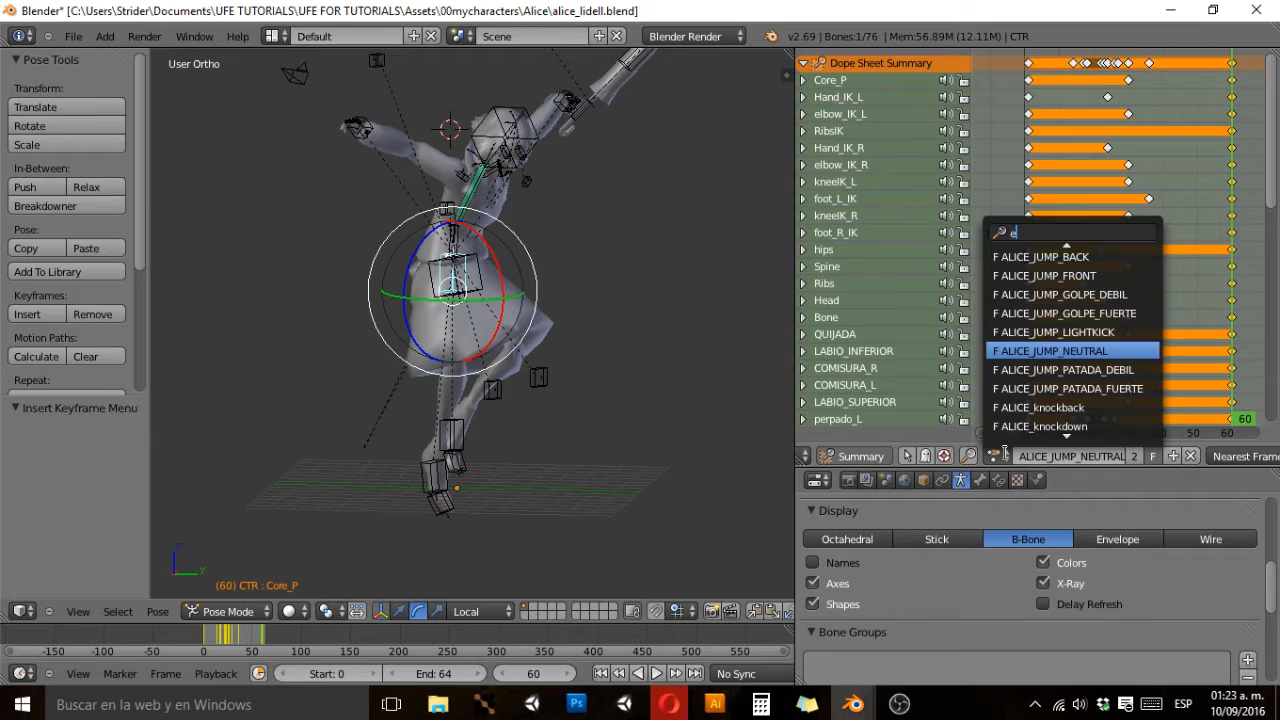 Blender* [C:\Users\Strider\Documents\UFE TUTORIALS\UFE FOR TUTORIALS\Assets\00mycharacters\Alice\alice_lidell.blend]
File Add Render Window Help Default Scene Blender Render v2.69 | Bones:1/76 | Mem:56.89M (12.11M) | CTR
Pose Tools
Transform:
Translate
Rotate
Scale
In-Between:
Push Relax
Breakdowner
Pose:
Copy Paste
Add To Library
Keyframes:
Insert Remove
Motion Paths:
Calculate Clear
Repeat:
Insert Keyframe Menu
User Ortho
z
y
(60) CTR : Core_P
Dope Sheet Summary
Core_P
Hand_IK_L
elbow_IK_L
RibsIK
Hand_IK_R
elbow_IK_R
kneeIK_L
foot_L_IK
kneeIK_R
foot_R_IK
hips
Spine
Ribs
Head
Bone
QUIJADA
LABIO_INFERIOR
COMISURA_R
COMISURA_L
LABIO_SUPERIOR
perpado_L
e
F ALICE_JUMP_BACK
F ALICE_JUMP_FRONT
F ALICE_JUMP_GOLPE_DEBIL
F ALICE_JUMP_GOLPE_FUERTE
F ALICE_JUMP_LIGHTKICK
F ALICE_JUMP_NEUTRAL
F ALICE_JUMP_PATADA_DEBIL
F ALICE_JUMP_PATADA_FUERTE
F ALICE_knockback
F ALICE_knockdown
50 60
Summary ALICE_JUMP_NEUTRAL 2 F Nearest Frame
Display
Octahedral Stick B-Bone Envelope Wire
Names Colors
Axes X-Ray
Shapes Delay Refresh
Bone Groups
View Select Pose Pose Mode Local
-150 -100 -50 0 50 100 150 200 250 300 350 400 450 500 550
View Marker Frame Playback Start: 0 End: 64 60 No Sync
Buscar en la web y en Windows
ESP
01:23 a.m.
10/09/2016